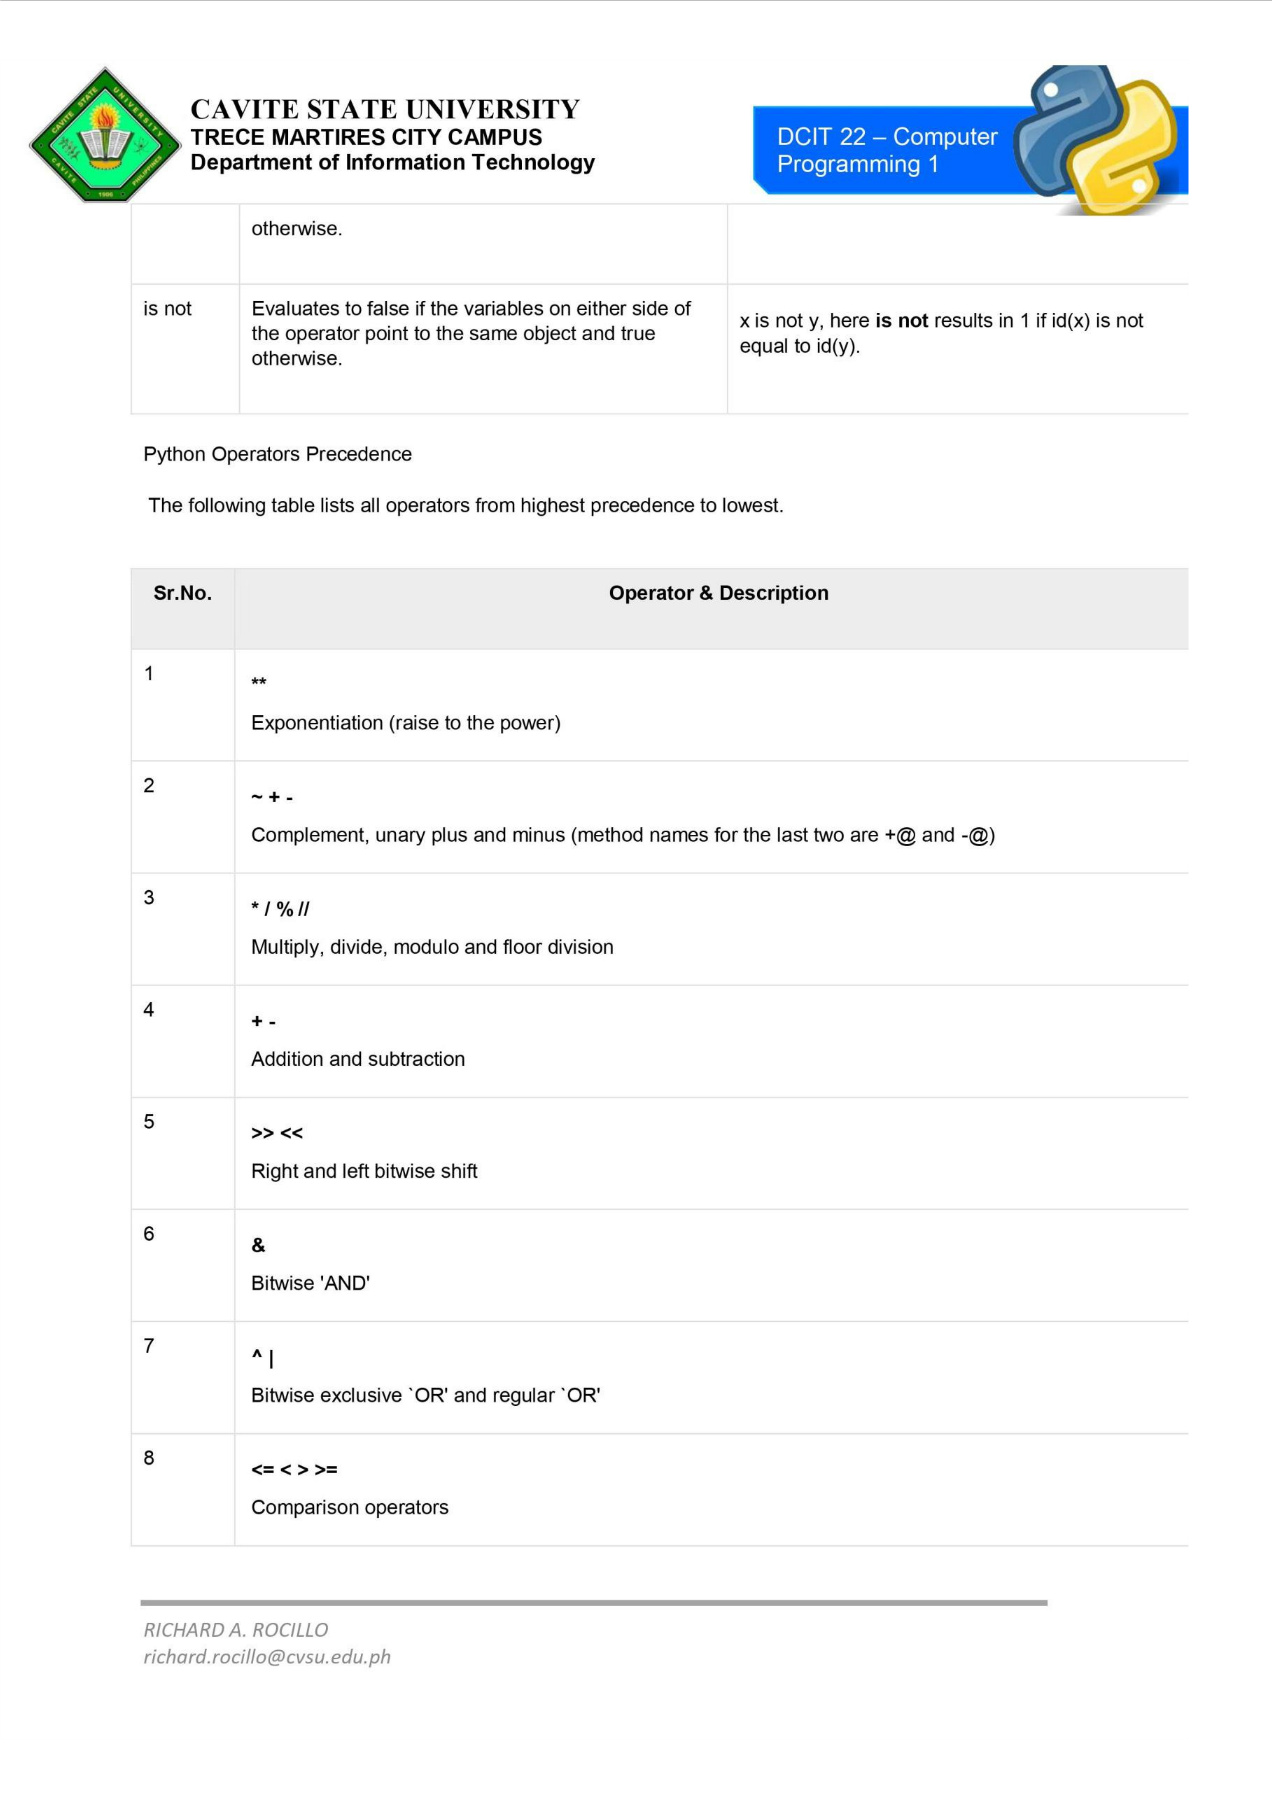 CAVITE STATE UNIVERSITY
TRECE MARTIRES CITY CAMPUS
Department of Information Technology
DCIT 22 – Computer
Programming 1
CAVITE STATE UNIVERSITY
CAVITE
PHILIPPINES
1906
otherwise.
is not
Evaluates to false if the variables on either side of
the operator point to the same object and true
otherwise.
x is not y, here is not results in 1 if id(x) is not
equal to id(y).
Python Operators Precedence
The following table lists all operators from highest precedence to lowest.
Sr.No.
Operator & Description
1
**
Exponentiation (raise to the power)
2
~ + -
Complement, unary plus and minus (method names for the last two are +@ and -@)
3
* / % //
Multiply, divide, modulo and floor division
4
+ -
Addition and subtraction
5
>> <<
Right and left bitwise shift
6
&
Bitwise 'AND'
7
^ |
Bitwise exclusive `OR' and regular `OR'
8
<= < > >=
Comparison operators
RICHARD A. ROCILLO
richard.rocillo@cvsu.edu.ph